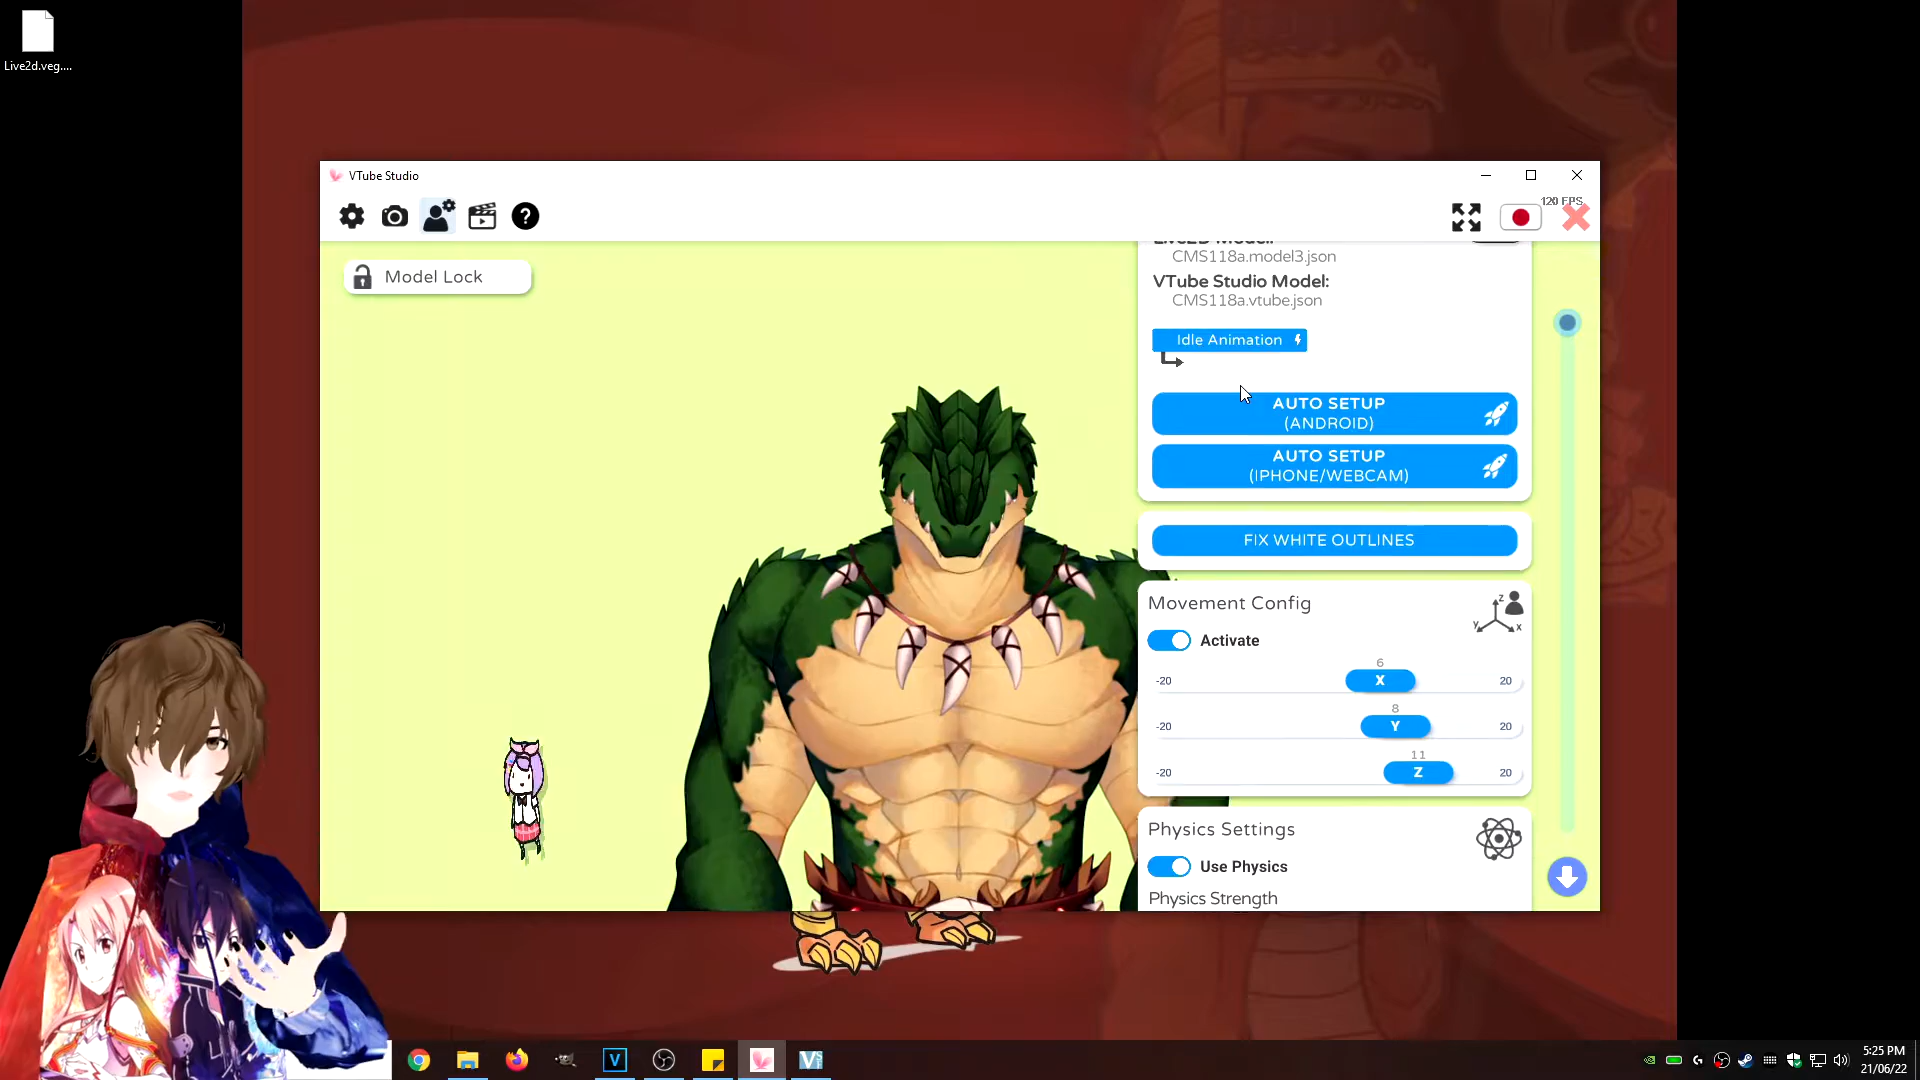 Live2d.veg....
VTube Studio
120 FPS
Model Lock
Live2D Model:
CMS118a.model3.json
VTube Studio Model:
CMS118a.vtube.json
Idle Animation
AUTO SETUP
(ANDROID)
AUTO SETUP
(IPHONE/WEBCAM)
FIX WHITE OUTLINES
Movement Config
Activate
6
-20 X 20
8
-20 Y 20
11
-20 Z 20
Physics Settings
Use Physics
Physics Strength
5:25 PM
21/06/22